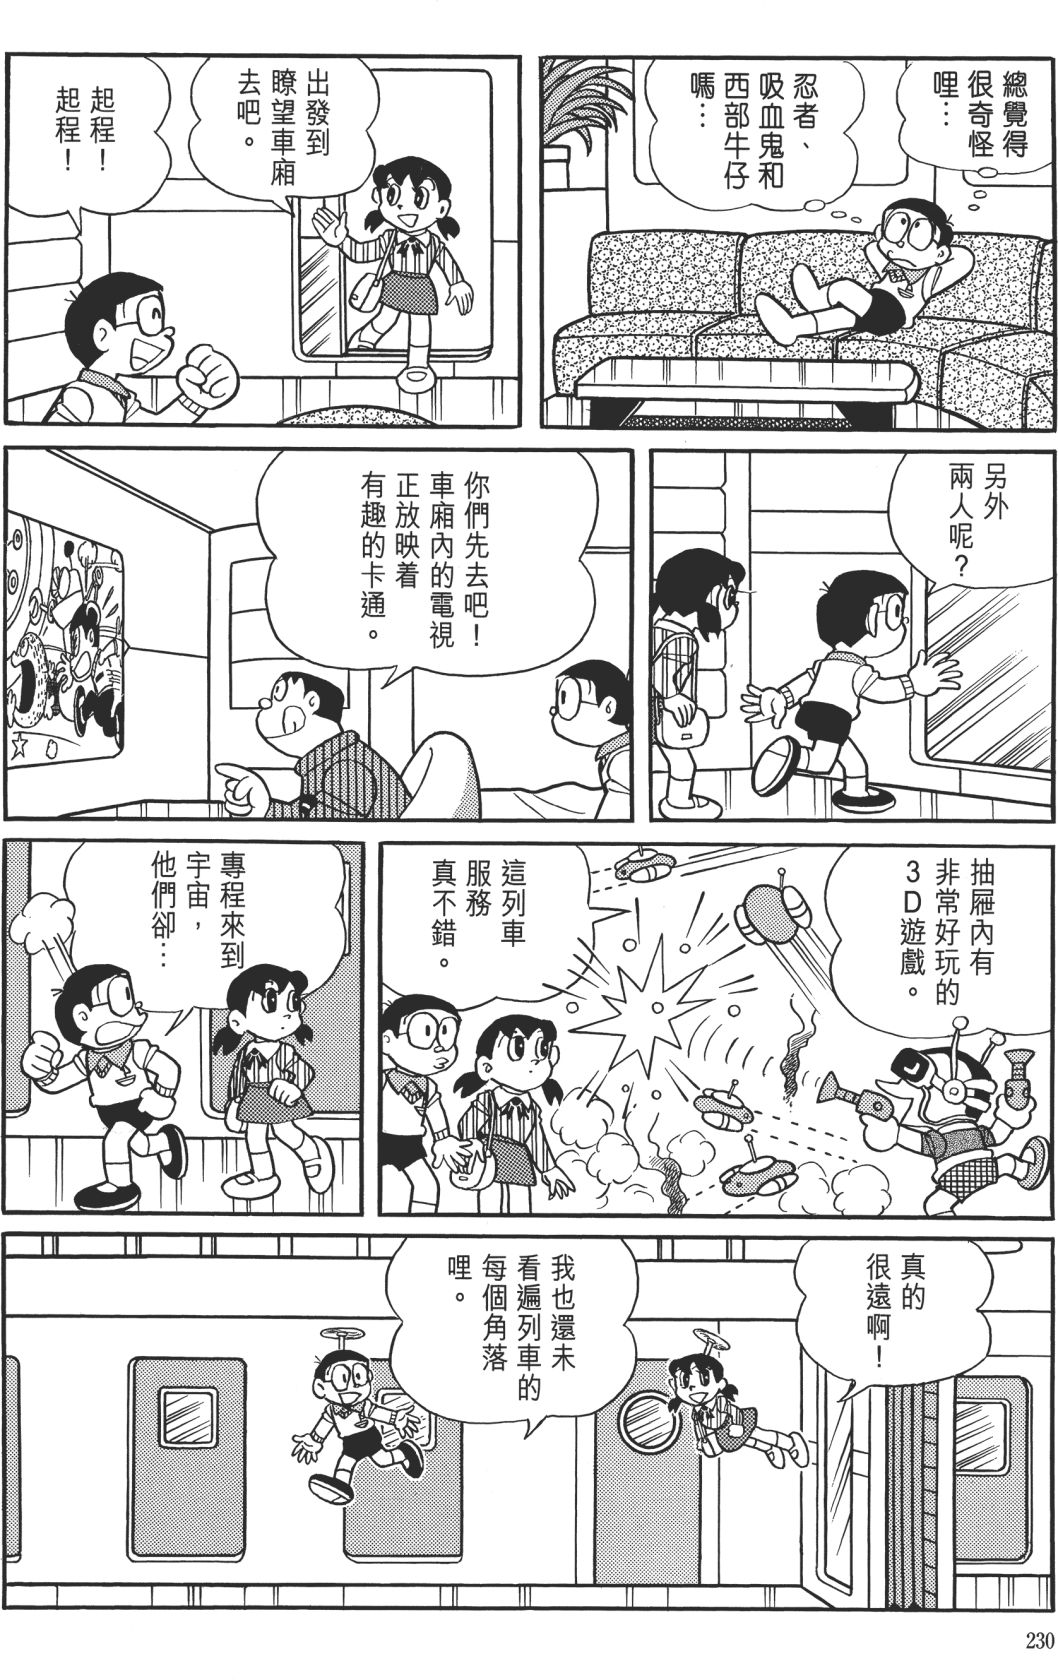 總覺得
很奇怪
哩…
忍者、
吸血鬼和
西部牛仔
嗎…
出發到
瞭望車廂
去吧。
起程！
起程！
另外
兩人呢？
你們先去吧！
車廂內的電視
正放映着
有趣的卡通。
抽屜內有
非常好玩的
3D遊戲。
這列車
服務
真不錯。
專程來到
宇宙，
他們卻…
真的
很遠啊！
我也還未
看遍列車的
每個角落
哩。
230